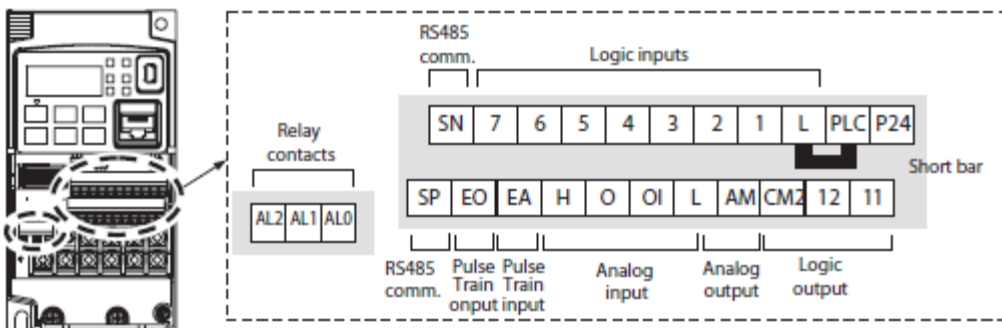 RS485
comm.
Logic inputs
SN 7 6 5 4 3 2 1 L PLC P24
Relay
contacts
Short bar
AL2 AL1 AL0
SP EO EA H O OI L AM CM2 12 11
RS485
comm.
Pulse
Train
onput
Pulse
Train
input
Analog
input
Analog
output
Logic
output